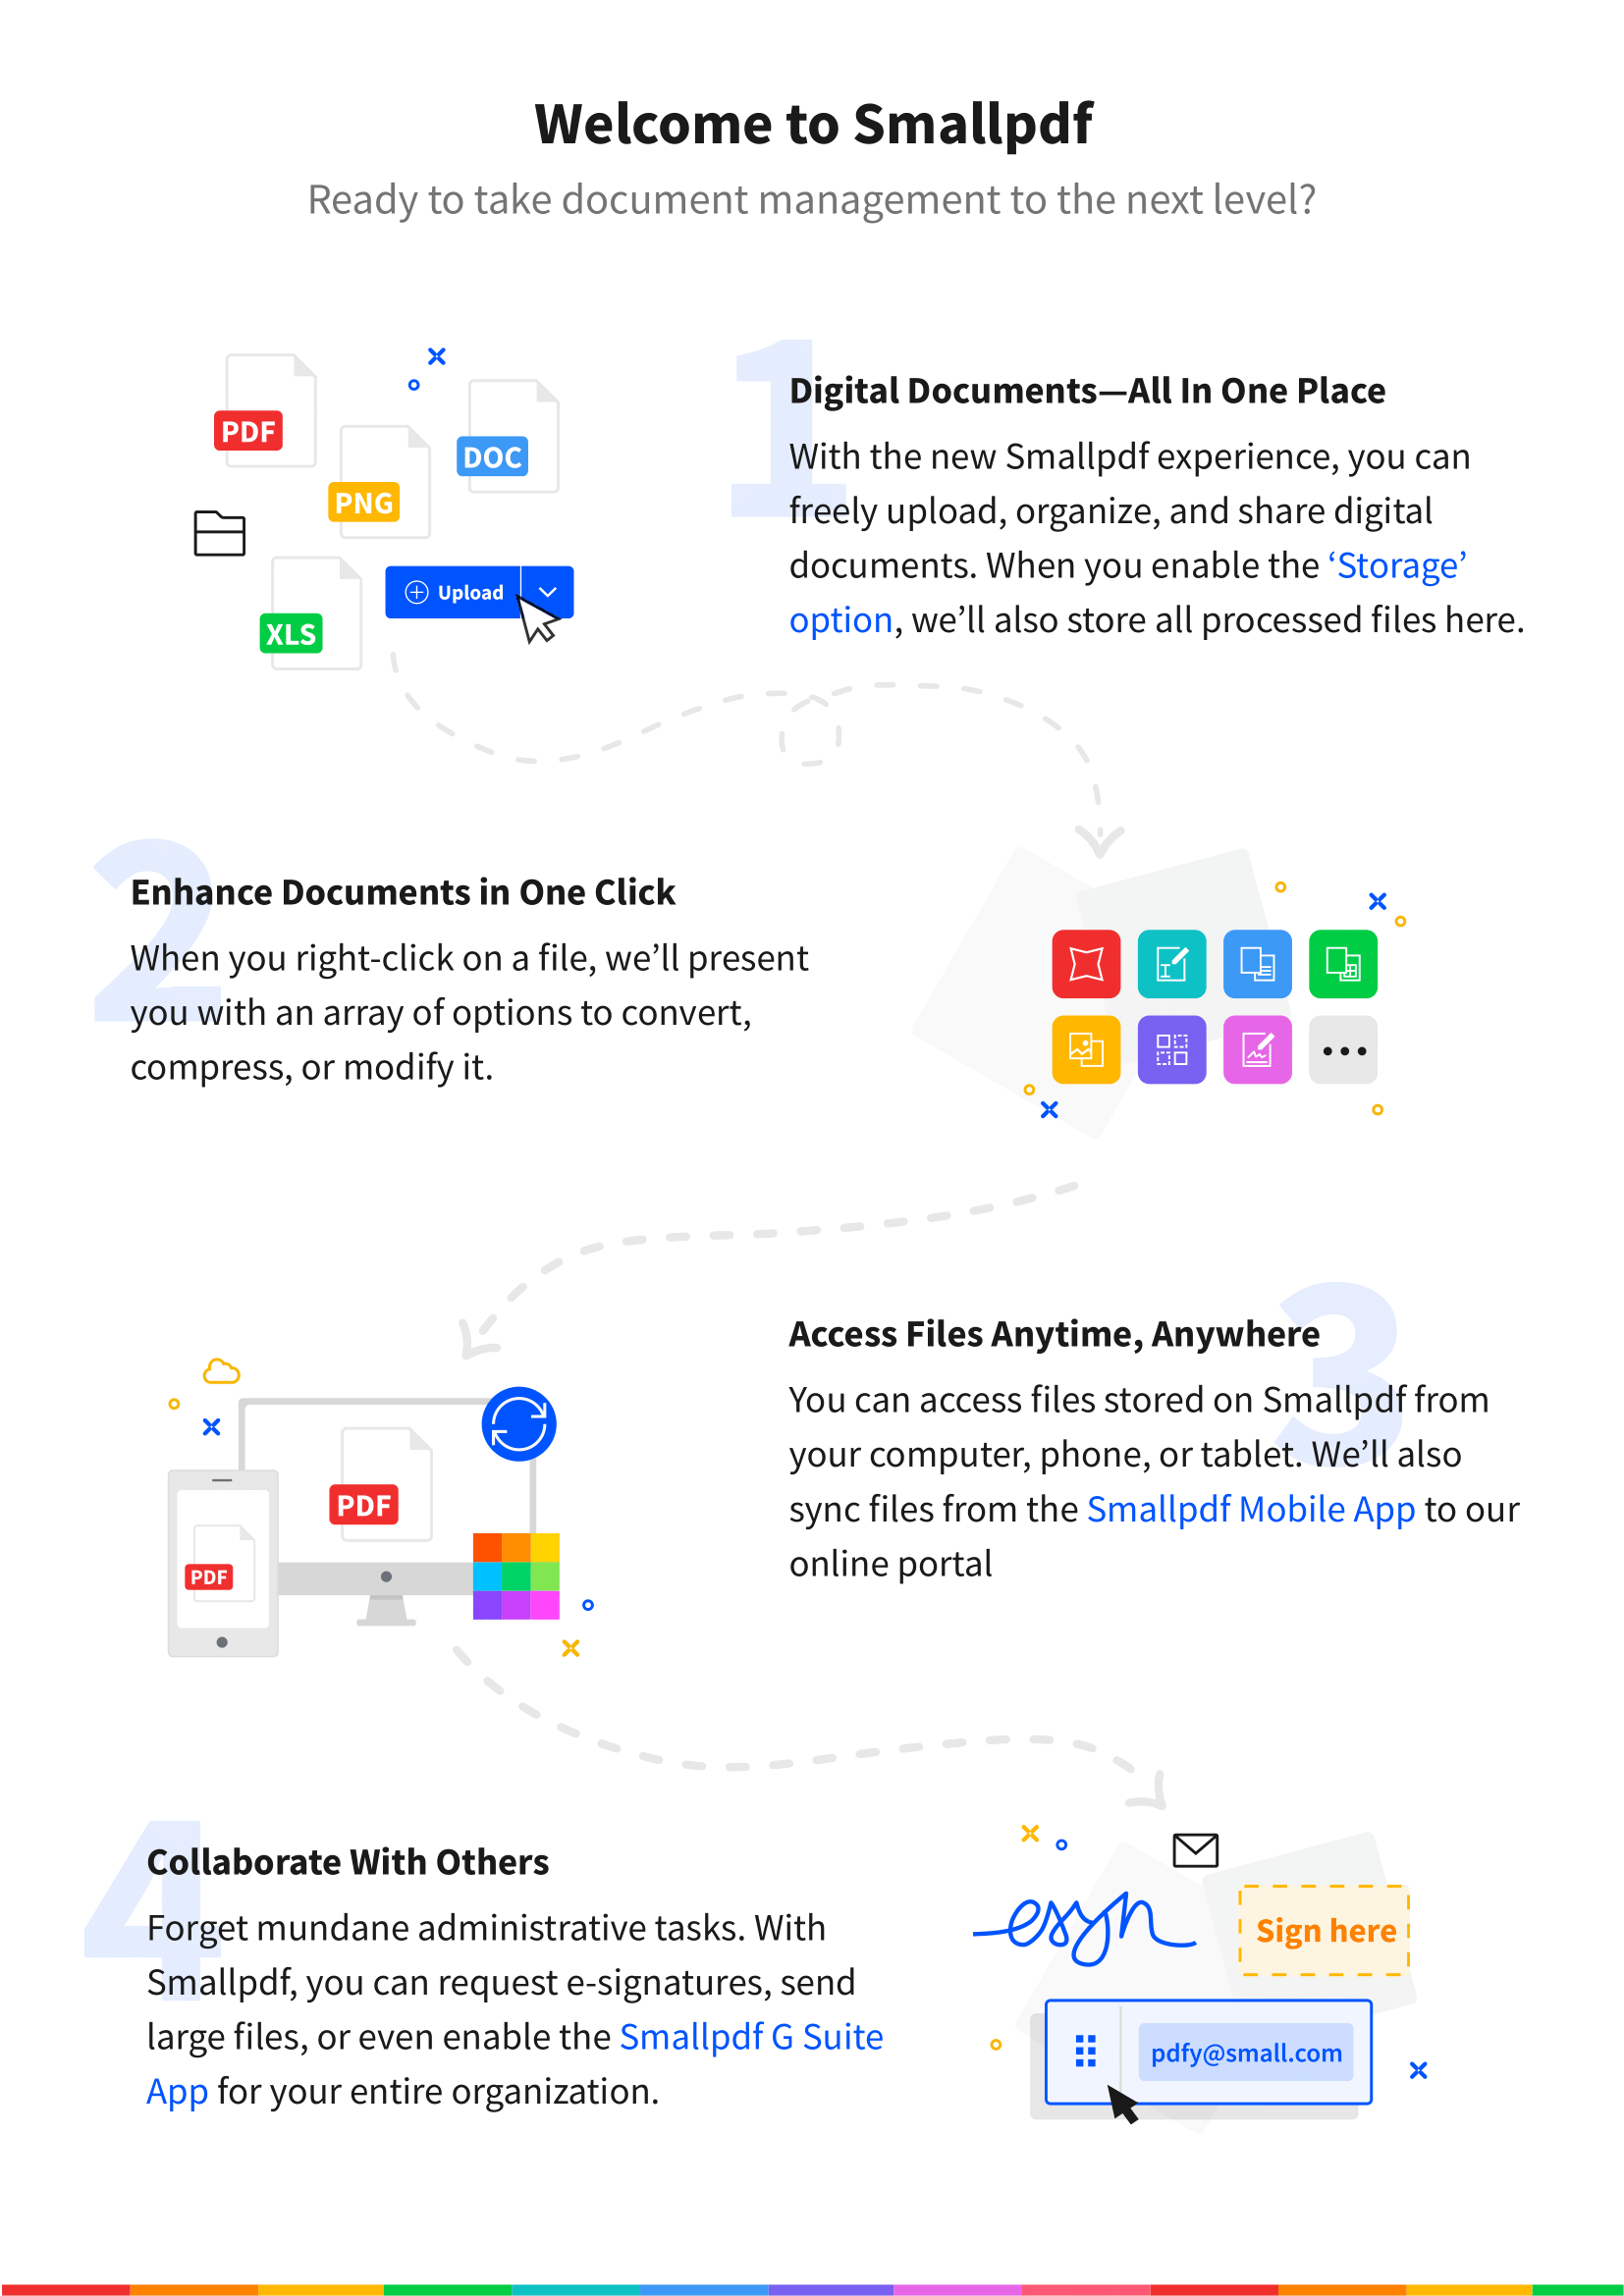 Welcome to Smallpdf
Ready to take document management to the next level?
PDF
DOC
PNG
XLS
Upload
1
Digital Documents—All In One Place
With the new Smallpdf experience, you can
freely upload, organize, and share digital
documents. When you enable the ‘Storage’
option, we’ll also store all processed files here.
2
Enhance Documents in One Click
When you right-click on a file, we’ll present
you with an array of options to convert,
compress, or modify it.
PDF
PDF
3
Access Files Anytime, Anywhere
You can access files stored on Smallpdf from
your computer, phone, or tablet. We’ll also
sync files from the Smallpdf Mobile App to our
online portal
4
Collaborate With Others
Forget mundane administrative tasks. With
Smallpdf, you can request e-signatures, send
large files, or even enable the Smallpdf G Suite
App for your entire organization.
esyn
Sign here
pdfy@small.com